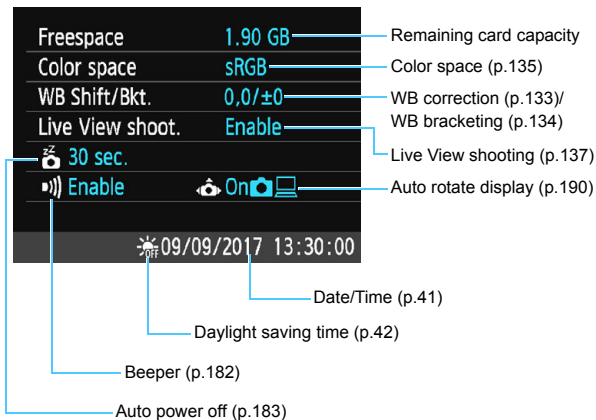 Freespace 1.90 GB Remaining card capacity
Color space sRGB Color space (p.135)
WB Shift/Bkt. 0,0/±0 WB correction (p.133)/
WB bracketing (p.134)
Live View shoot. Enable Live View shooting (p.137)
zz 30 sec.
Enable On Auto rotate display (p.190)
OFF 09/09/2017 13:30:00
Date/Time (p.41)
Daylight saving time (p.42)
Beeper (p.182)
Auto power off (p.183)